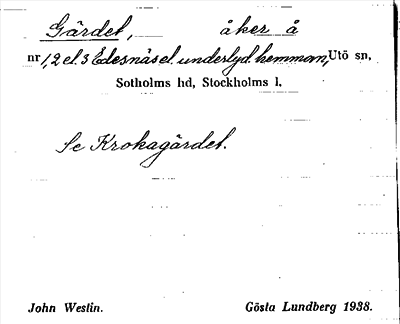 Gärdet, åker å
nr 1, 2 el. 3 Edesnäs el. underlyd. hemman, Utö sn,
Sotholms hd, Stockholms l.
Se Krokagärdet.
John Westin. Gösta Lundberg 1938.